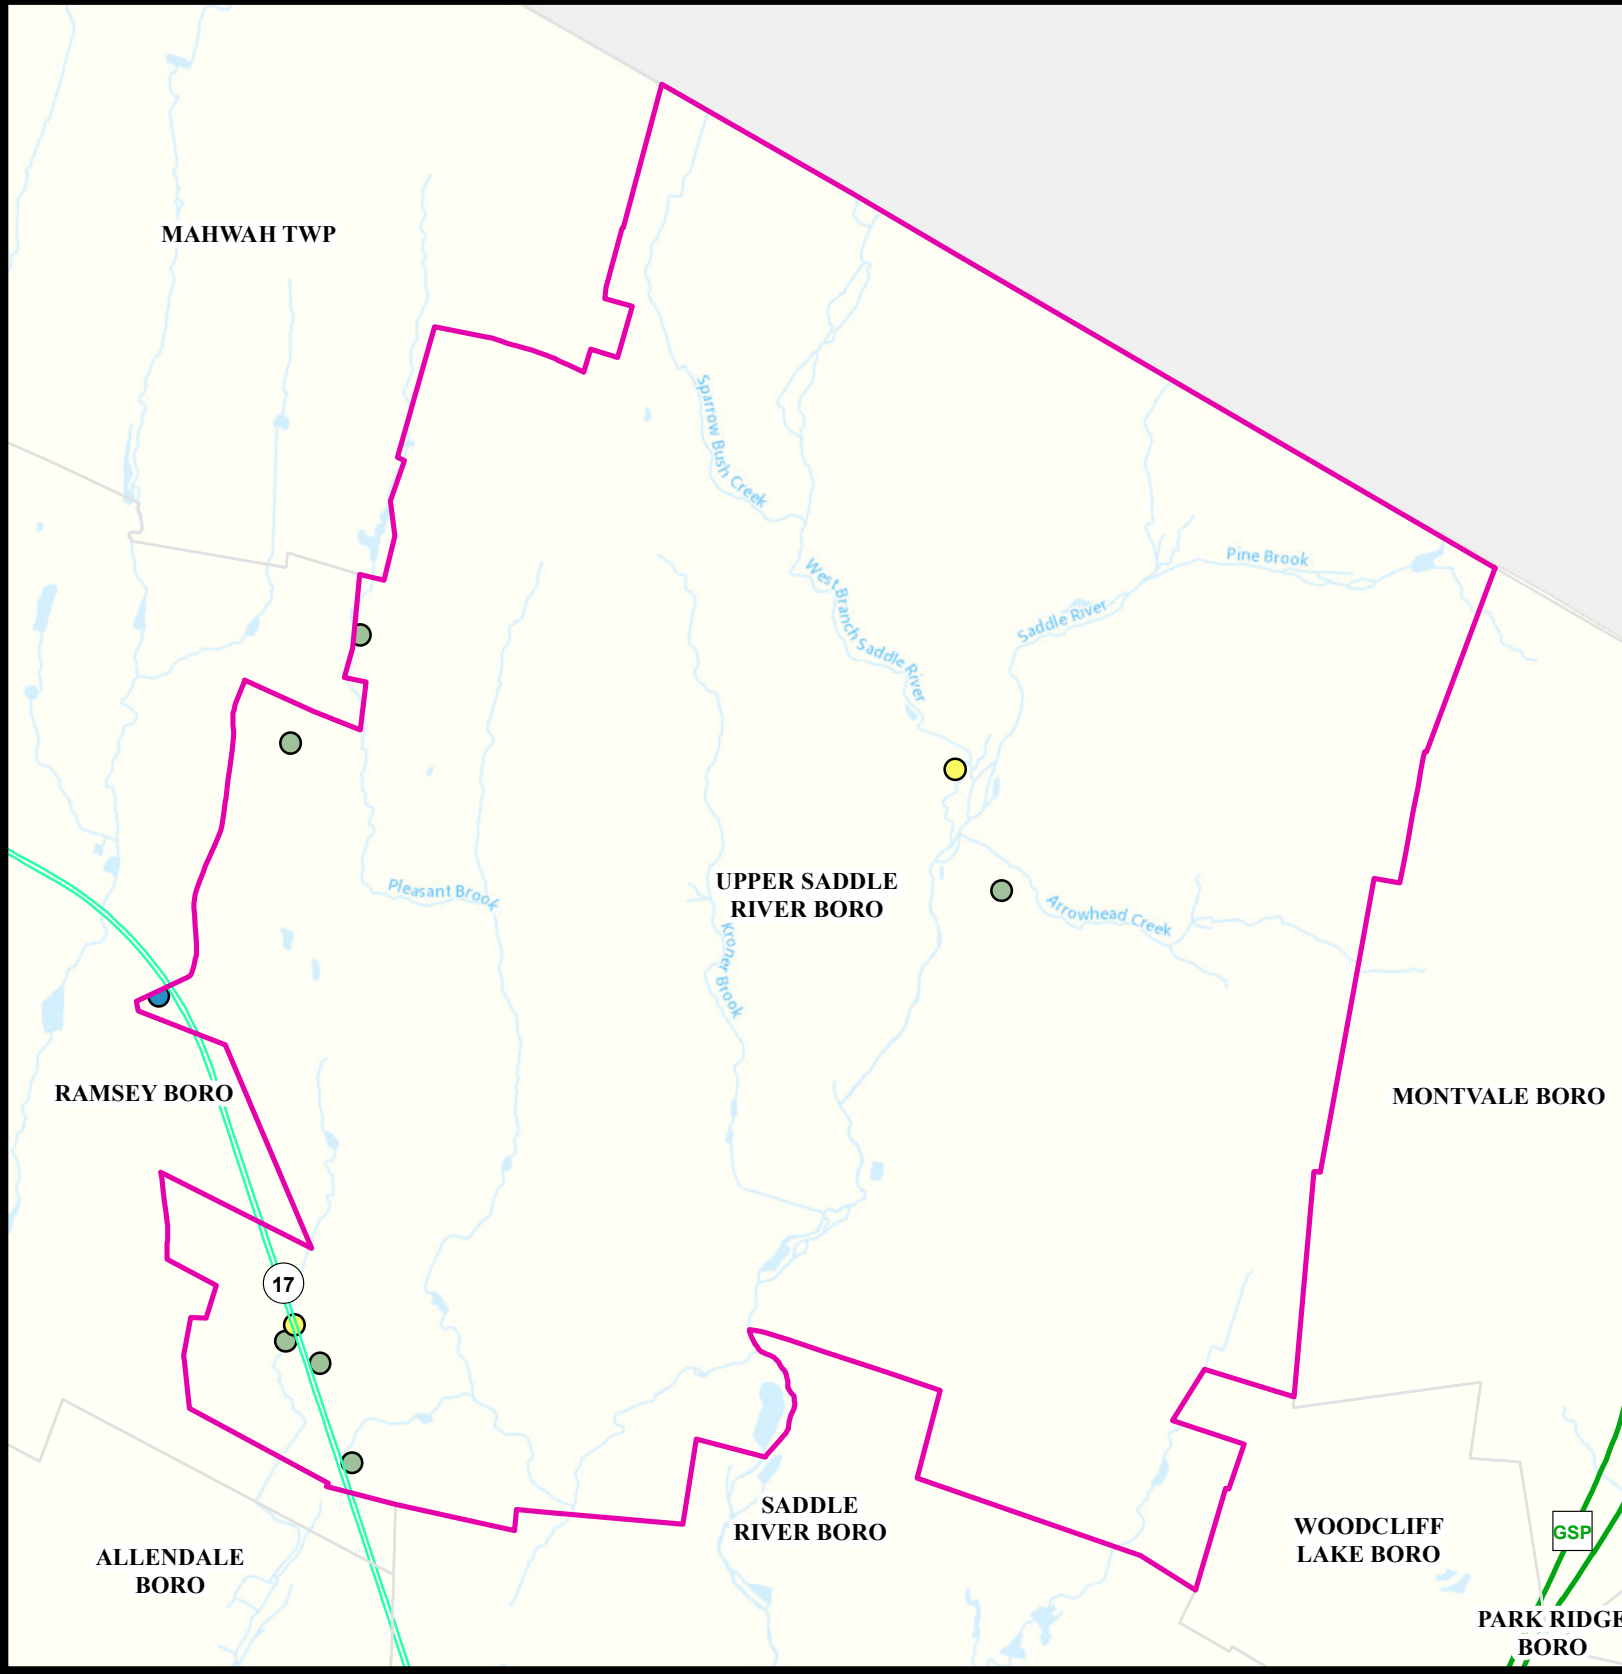 MAHWAH TWP
Sparrow Bush Creek
West Branch Saddle River
Pine Brook
Saddle River
UPPER SADDLE
RIVER BORO
Pleasant Brook
Kroner Brook
Arrowhead Creek
RAMSEY BORO
MONTVALE BORO
17
SADDLE
RIVER BORO
WOODCLIFF
LAKE BORO
GSP
ALLENDALE
BORO
PARK RIDGE
BORO